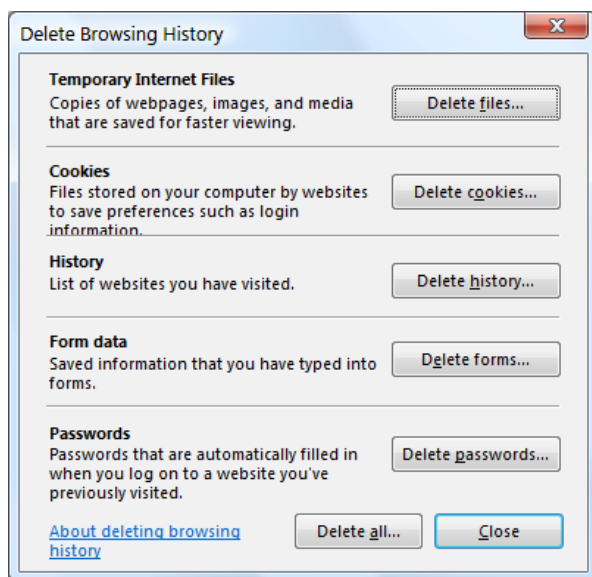 Delete Browsing History
Temporary Internet Files
Copies of webpages, images, and media
that are saved for faster viewing.
Delete files...
Cookies
Files stored on your computer by websites
to save preferences such as login
information.
Delete cookies...
History
List of websites you have visited.
Delete history...
Form data
Saved information that you have typed into
forms.
Delete forms...
Passwords
Passwords that are automatically filled in
when you log on to a website you've
previously visited.
Delete passwords...
About deleting browsing
history
Delete all...
Close